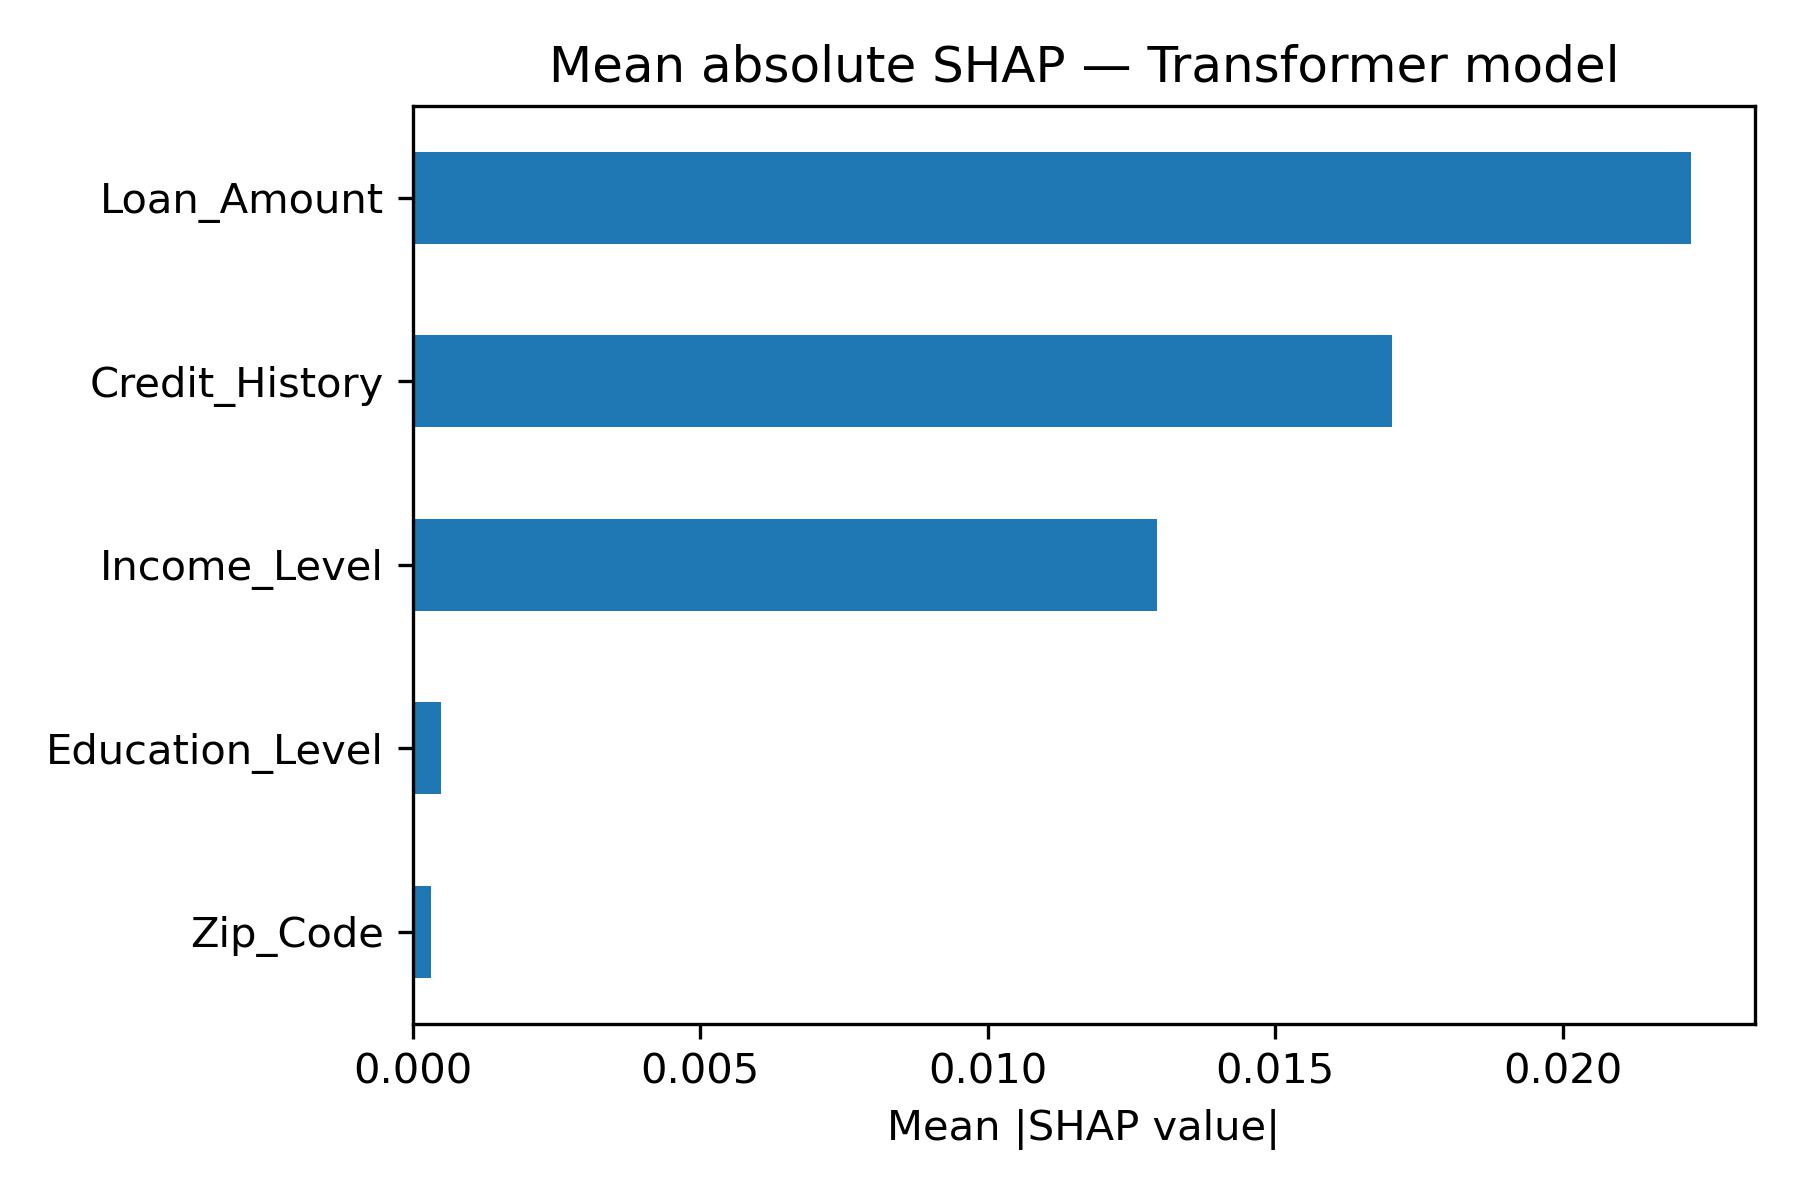 Mean absolute SHAP — Transformer model
Loan_Amount
Credit_History
Income_Level
Education_Level
Zip_Code
0.000 0.005 0.010 0.015 0.020
Mean |SHAP value|